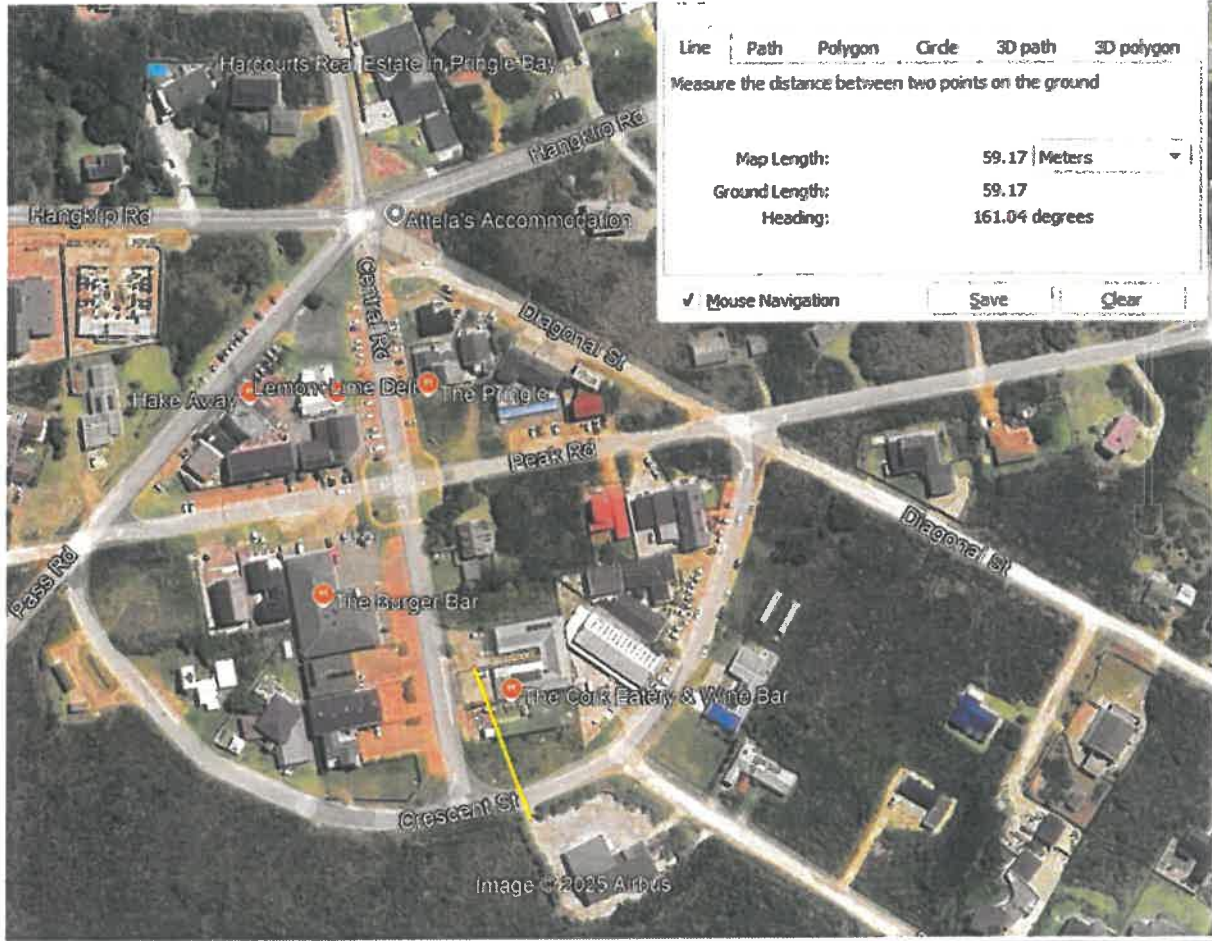 Line Path Polygon Circle 3D path 3D polygon
Measure the distance between two points on the ground
Map Length: 59.17 Meters
Ground Length: 59.17
Heading: 161.04 degrees
✓ Mouse Navigation Save Clear
Harcourts Real Estate in Pringle Bay
Hangklip Rd
Hangklip Rd
Attela's Accommodation
Central Rd
Diagonal St
Hake Away
Lemon+Lime Deli
The Pringle
Peak Rd
Diagonal St
Pass Rd
The Burger Bar
The Cork Eatery & Wine Bar
Crescent St
Image © 2025 Airbus